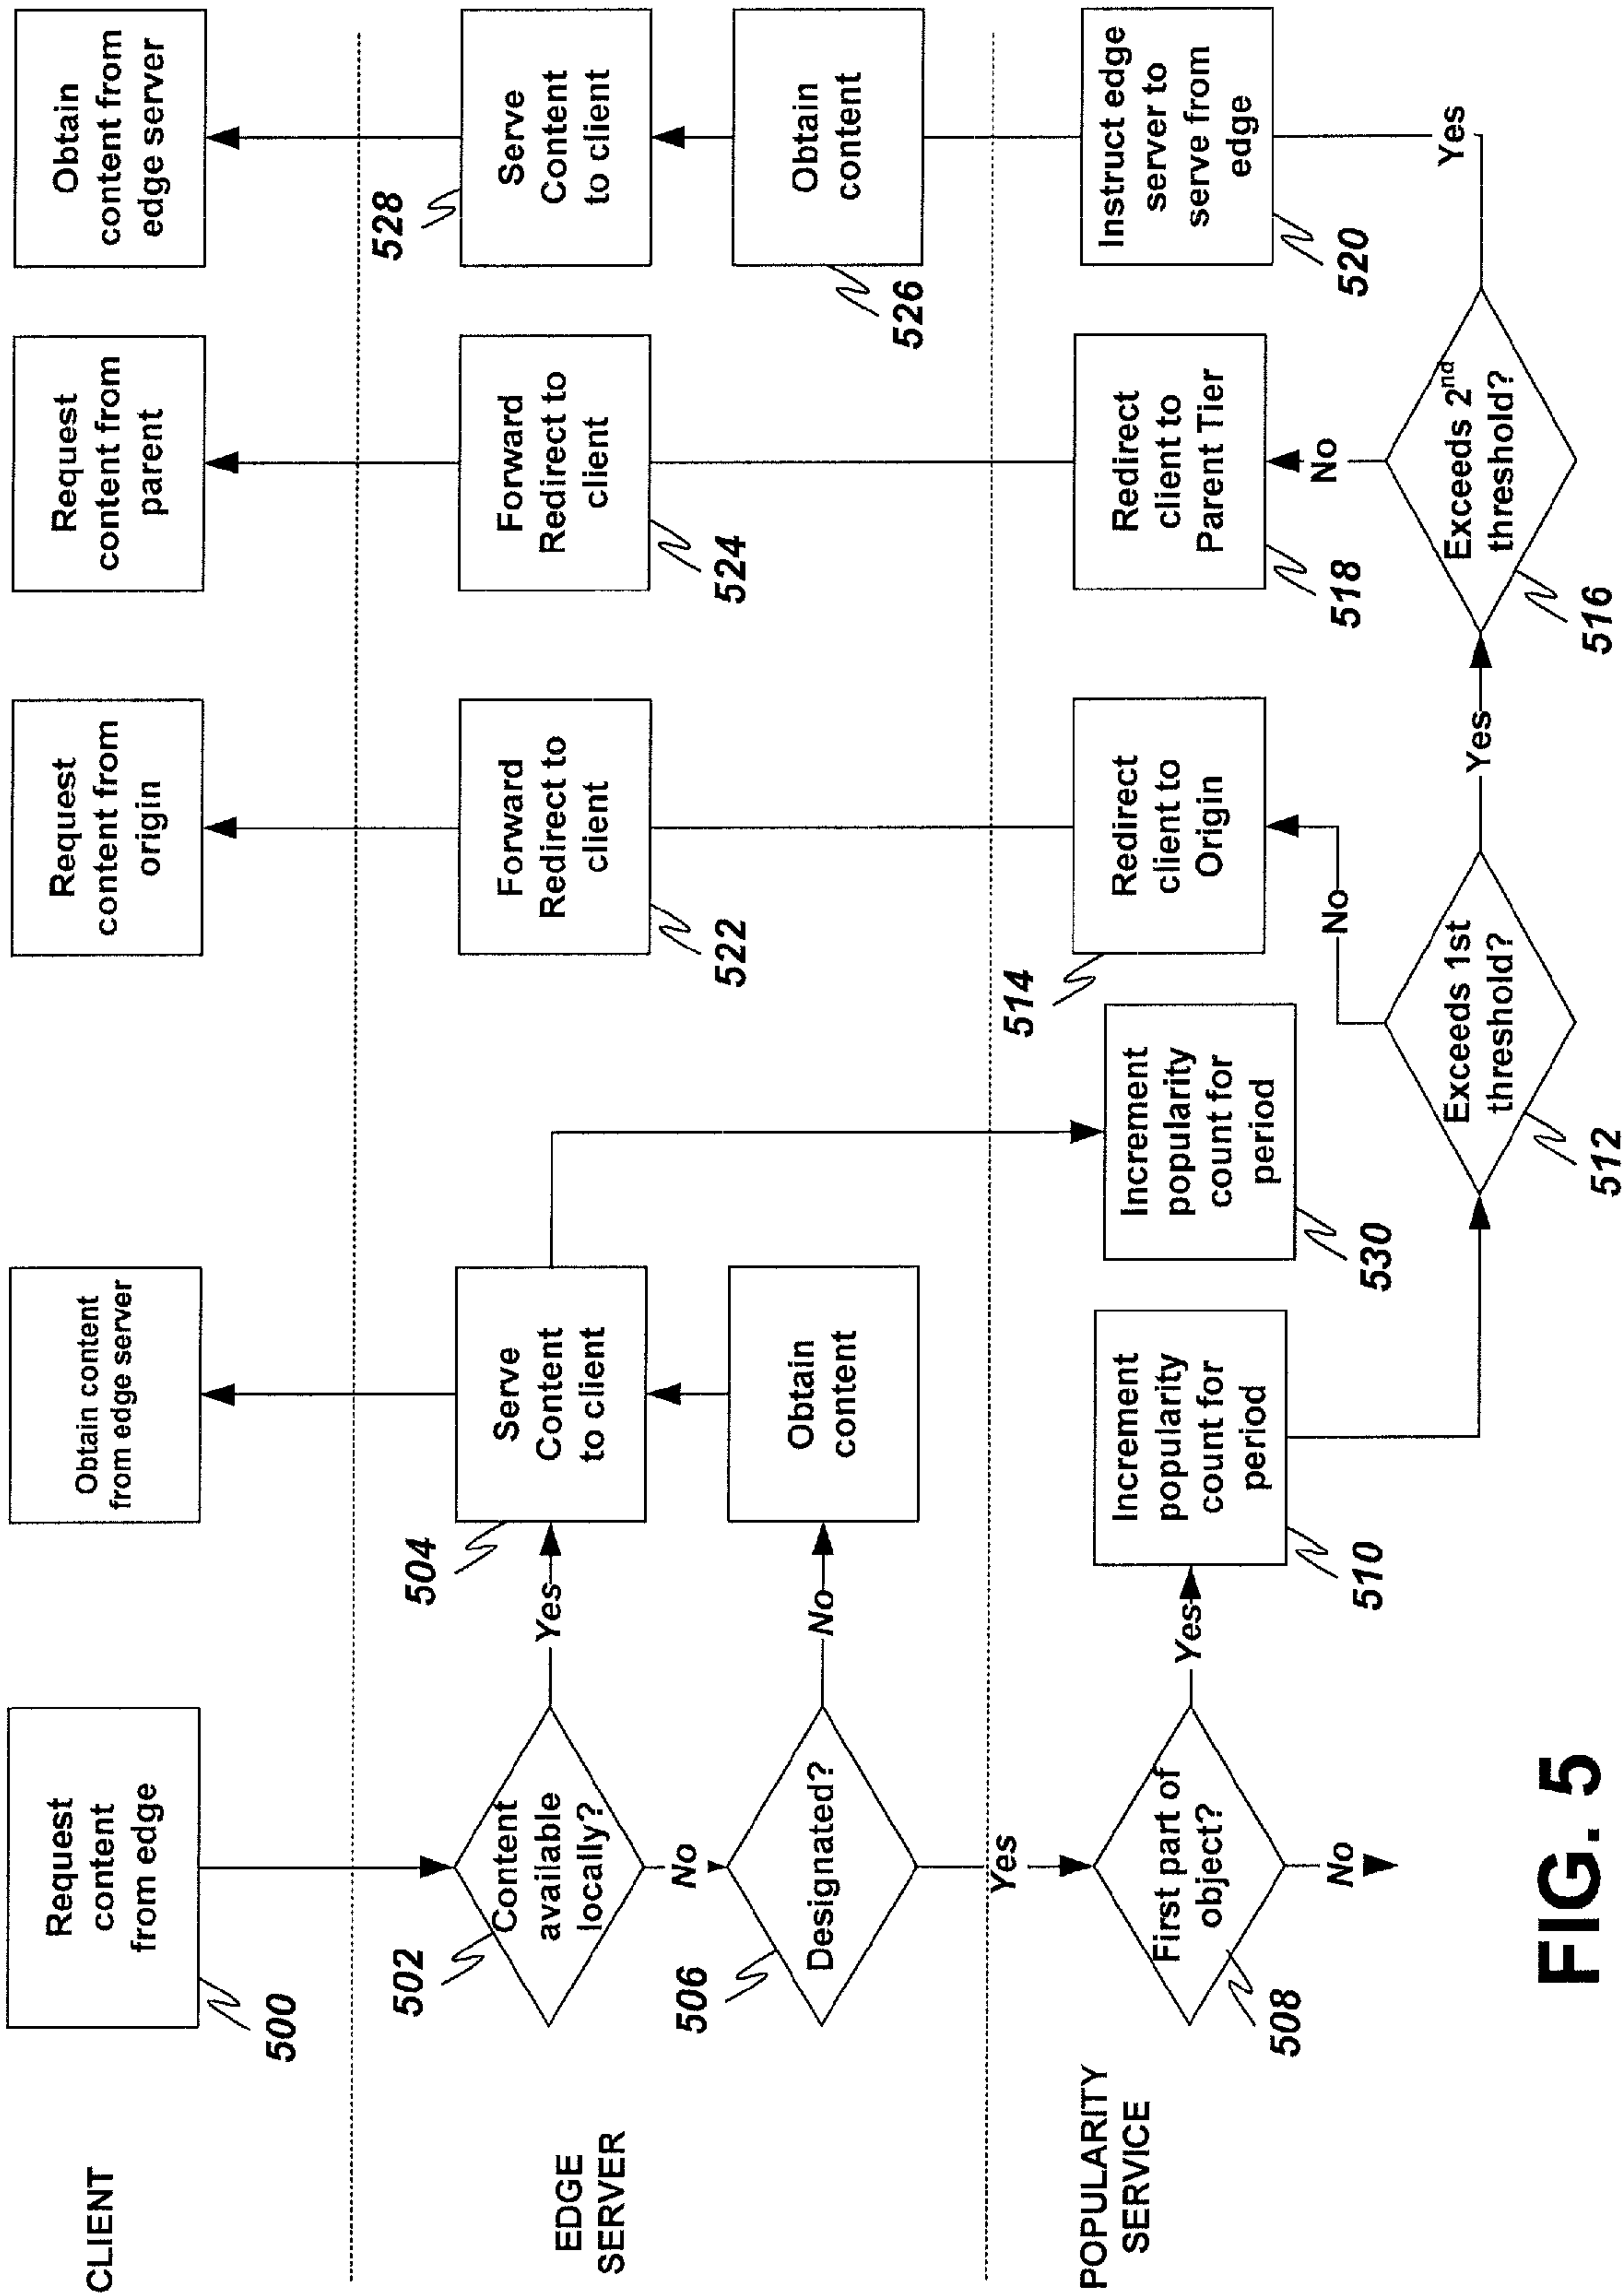 CLIENT
Request
content
from edge
500
Obtain content
from edge server
Request
content from
origin
Request
content from
parent
Obtain
content from
edge server
EDGE
SERVER
Content
available
locally?
502
Yes
No
Serve
Content
to client
504
Designated?
506
No
Yes
Obtain
content
Forward
Redirect to
client
522
Forward
Redirect to
client
524
Serve
Content
to client
528
Obtain
content
526
POPULARITY
SERVICE
First part of
object?
508
Yes
No
Increment
popularity
count for
period
510
Increment
popularity
count for
period
530
Redirect
client to
Origin
514
Redirect
client to
Parent Tier
518
Instruct edge
server to
serve from
edge
520
Exceeds 1st
threshold?
512
No
Yes
Exceeds 2nd
threshold?
516
No
Yes
FIG. 5